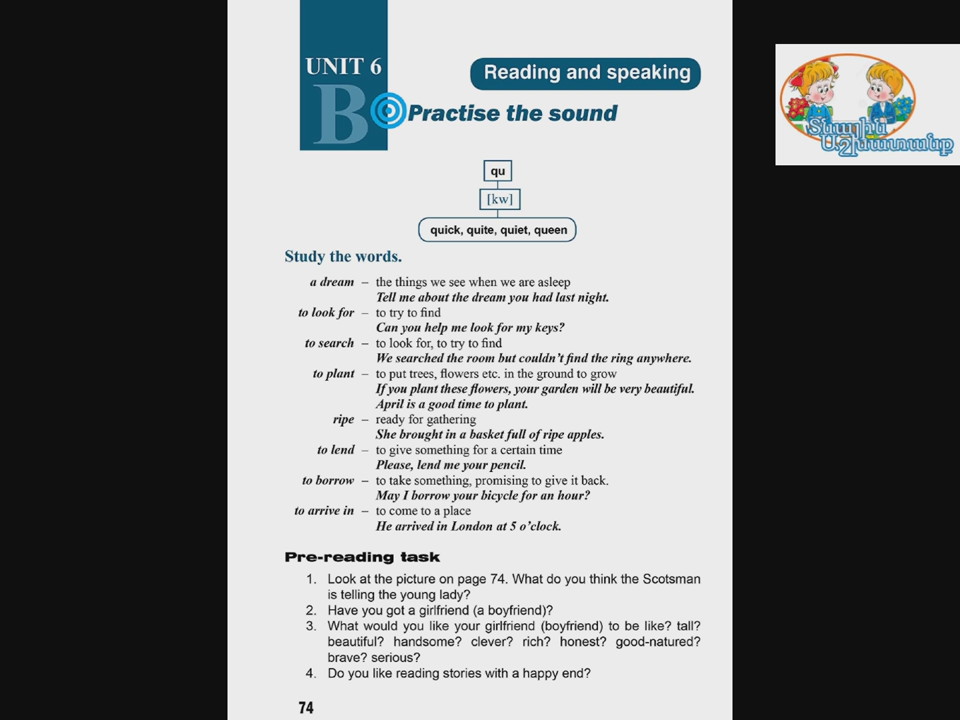 UNIT 6
B
Reading and speaking
Practise the sound
Տնային
Աշխատանք
qu
[kw]
quick, quite, quiet, queen
Study the words.
a dream – the things we see when we are asleep
Tell me about the dream you had last night.
to look for – to try to find
Can you help me look for my keys?
to search – to look for, to try to find
We searched the room but couldn't find the ring anywhere.
to plant – to put trees, flowers etc. in the ground to grow
If you plant these flowers, your garden will be very beautiful.
April is a good time to plant.
ripe – ready for gathering
She brought in a basket full of ripe apples.
to lend – to give something for a certain time
Please, lend me your pencil.
to borrow – to take something, promising to give it back.
May I borrow your bicycle for an hour?
to arrive in – to come to a place
He arrived in London at 5 o'clock.
Pre-reading task
1. Look at the picture on page 74. What do you think the Scotsman
is telling the young lady?
2. Have you got a girlfriend (a boyfriend)?
3. What would you like your girlfriend (boyfriend) to be like? tall?
beautiful? handsome? clever? rich? honest? good-natured?
brave? serious?
4. Do you like reading stories with a happy end?
74